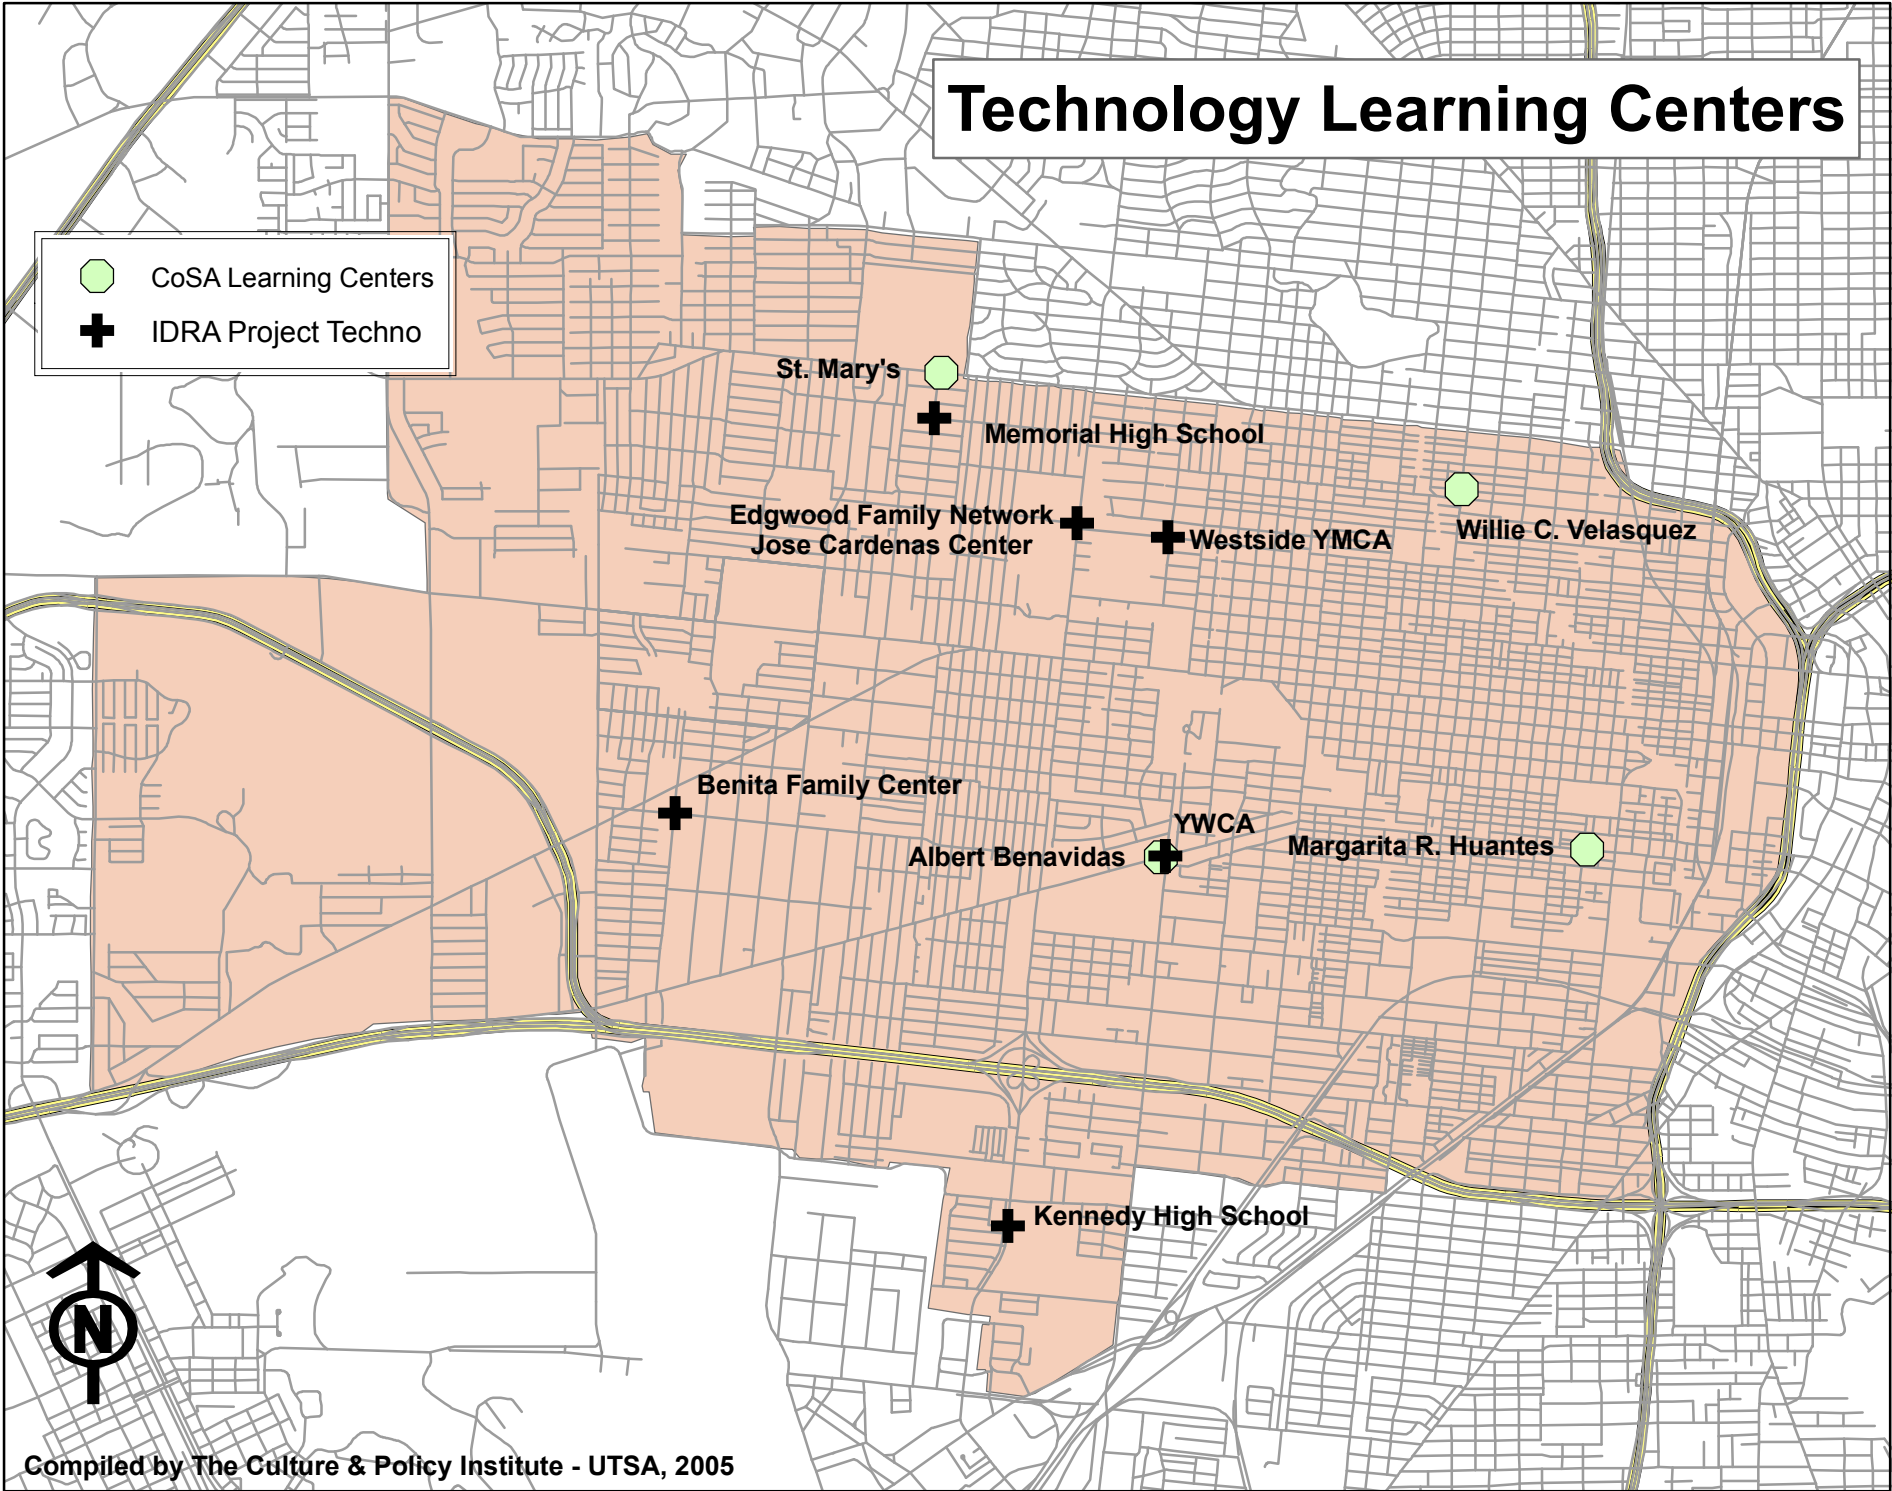 Technology Learning Centers
CoSA Learning Centers
IDRA Project Techno
St. Mary's
Memorial High School
Edgwood Family Network
Jose Cardenas Center
Westside YMCA
Willie C. Velasquez
Benita Family Center
YWCA
Albert Benavidas
Margarita R. Huantes
Kennedy High School
N
Compiled by The Culture & Policy Institute - UTSA, 2005